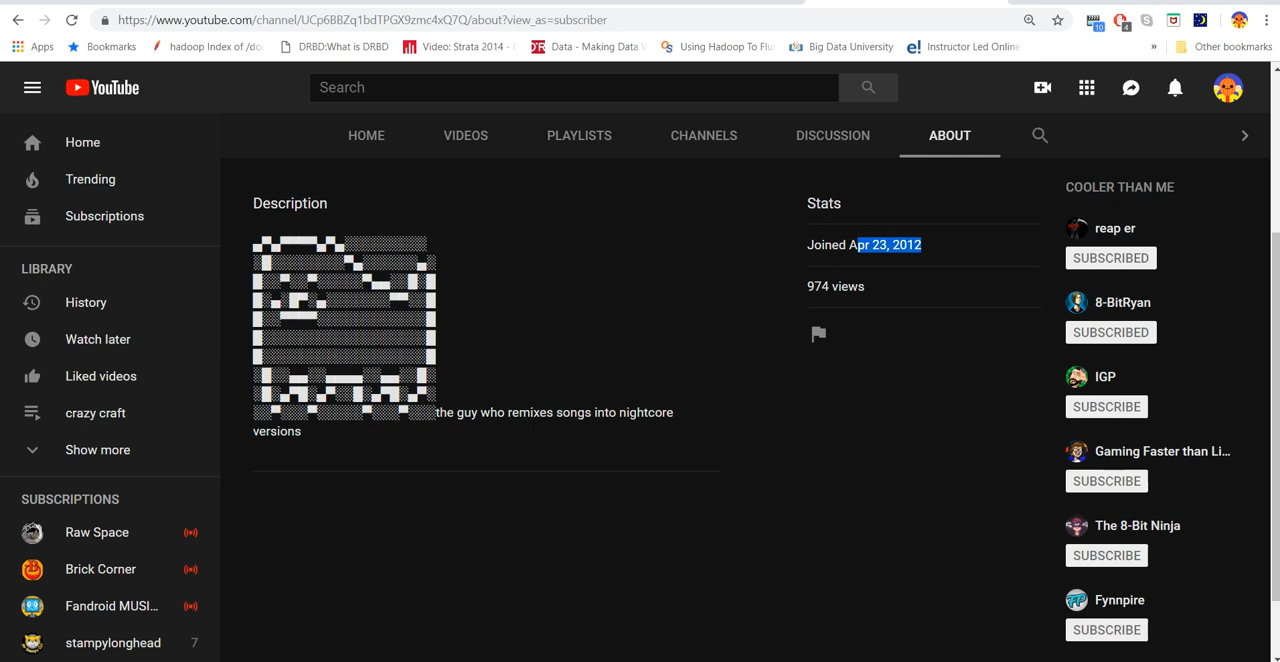 https://www.youtube.com/channel/UCp6BBZq1bdTPGX9zmc4xQ7Q/about?view_as=subscriber
10
4
Apps
Bookmarks
hadoop Index of /do
DRBD:What is DRBD
Video: Strata 2014 -
Data - Making Data
Using Hadoop To Flu
Big Data University
Instructor Led Online
»
Other bookmarks
YouTube
Search
HOME
VIDEOS
PLAYLISTS
CHANNELS
DISCUSSION
ABOUT
Home
Trending
Subscriptions
LIBRARY
History
Watch later
Liked videos
crazy craft
Show more
SUBSCRIPTIONS
Raw Space
Brick Corner
Fandroid MUSI...
stampylonghead 7
Description
the guy who remixes songs into nightcore
versions
Stats
Joined Apr 23, 2012
974 views
COOLER THAN ME
reap er
SUBSCRIBED
8-BitRyan
SUBSCRIBED
IGP
SUBSCRIBE
Gaming Faster than Li...
SUBSCRIBE
The 8-Bit Ninja
SUBSCRIBE
Fynnpire
SUBSCRIBE